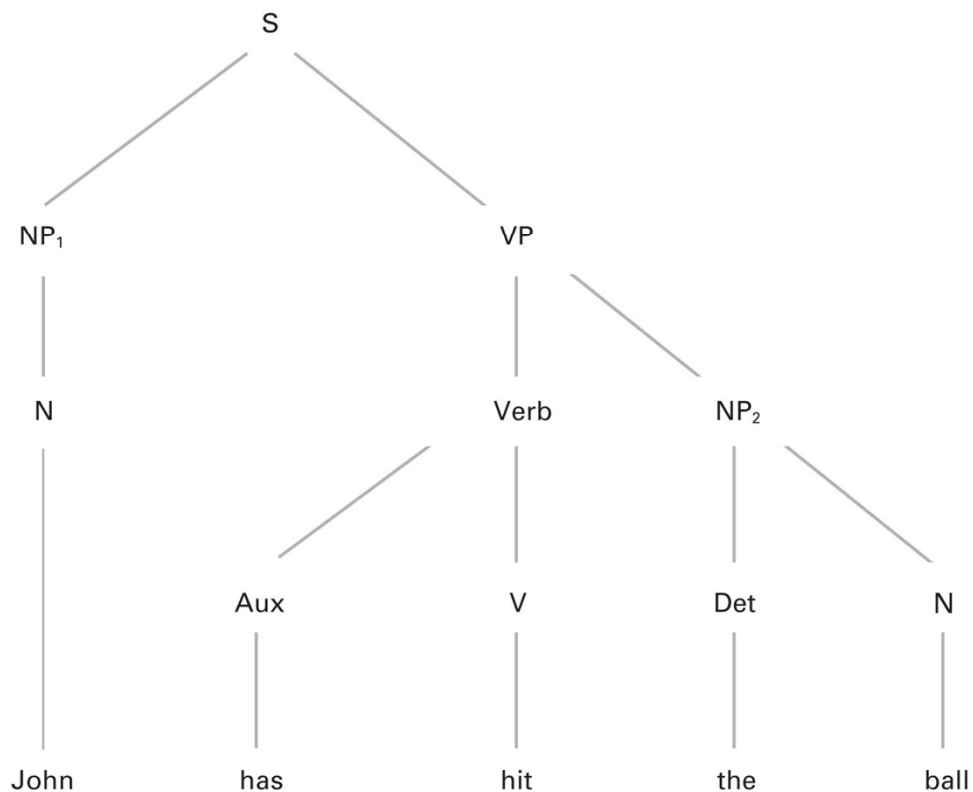 S
NP₁ VP
N Verb NP₂
Aux V Det N
John has hit the ball